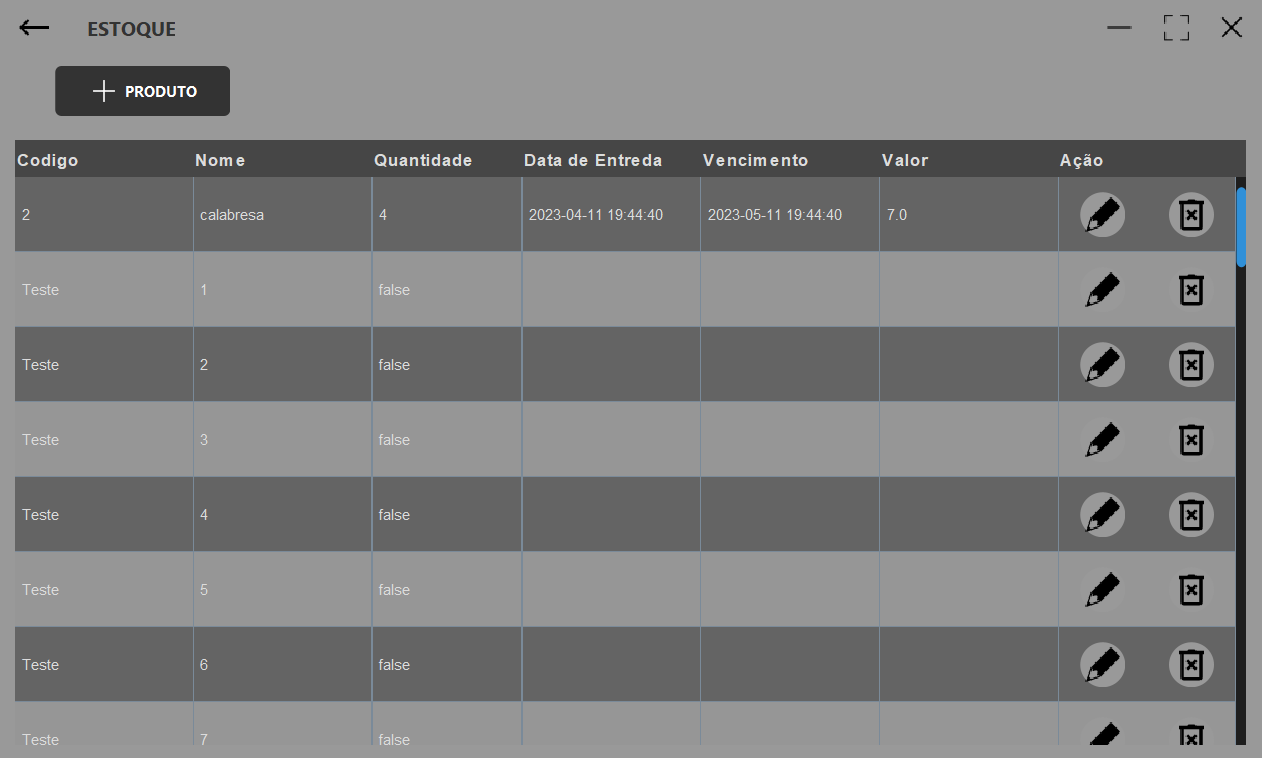 ESTOQUE
PRODUTO
Codigo Nome Quantidade Data de Entreda Vencimento Valor Ação
2 calabresa 4 2023-04-11 19:44:40 2023-05-11 19:44:40 7.0
Teste 1 false
Teste 2 false
Teste 3 false
Teste 4 false
Teste 5 false
Teste 6 false
Teste 7 false